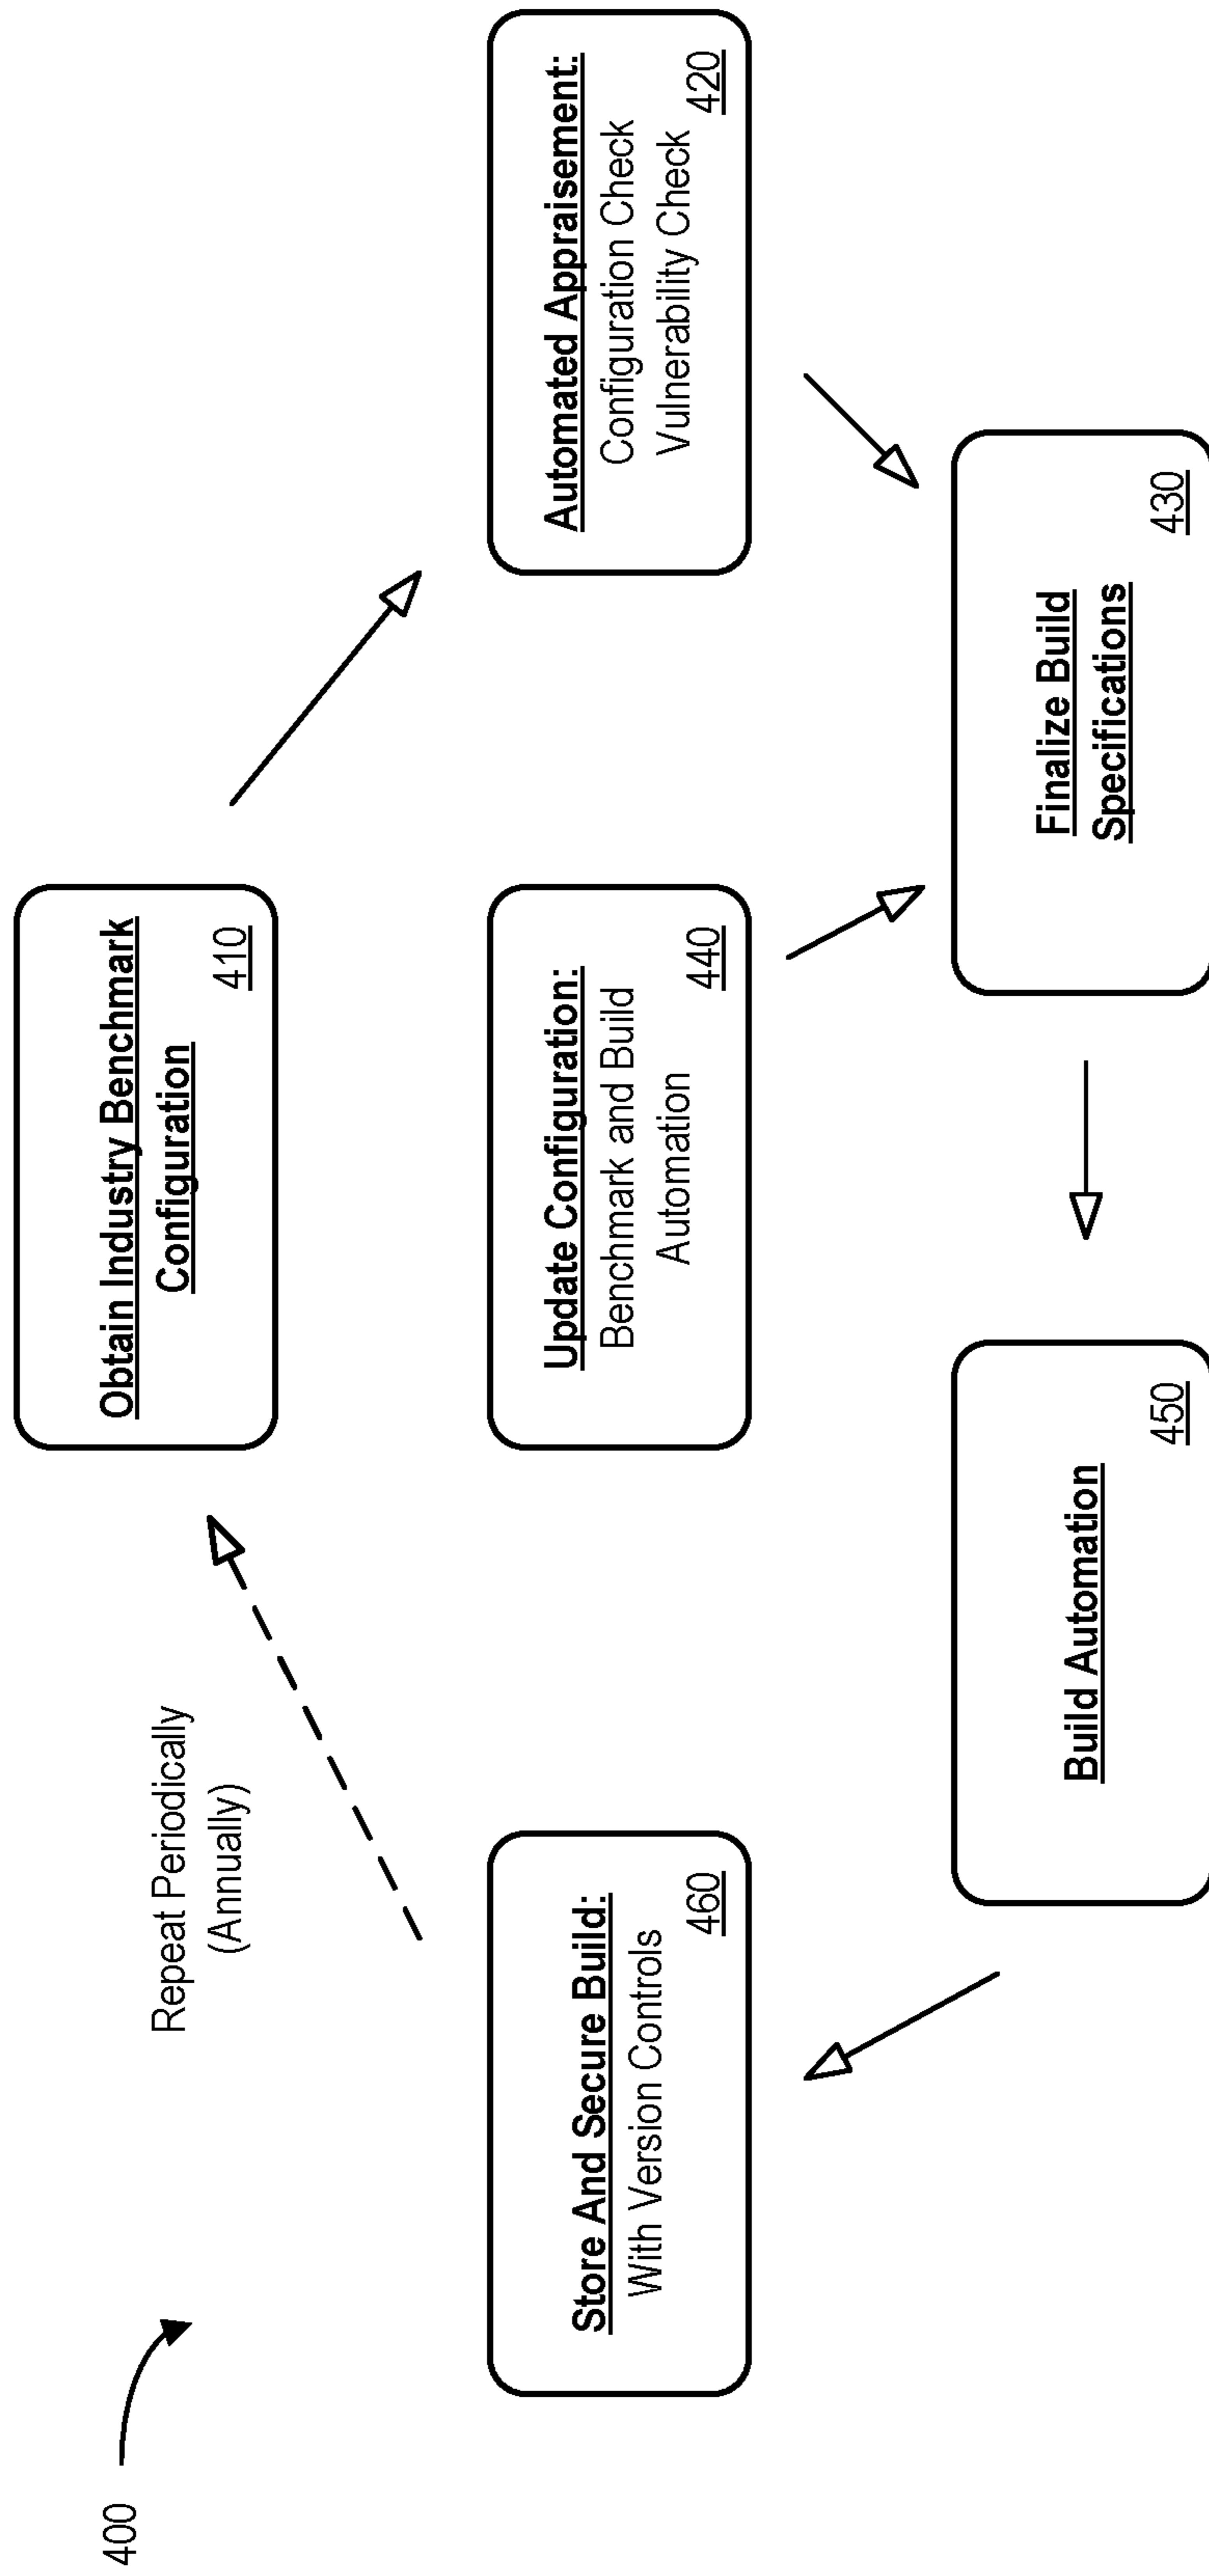 400
Repeat Periodically
(Annually)
Obtain Industry Benchmark
Configuration
410
Store And Secure Build:
With Version Controls
460
Update Configuration:
Benchmark and Build
Automation
440
Automated Appraisement:
Configuration Check
Vulnerability Check
420
Build Automation
450
Finalize Build
Specifications
430